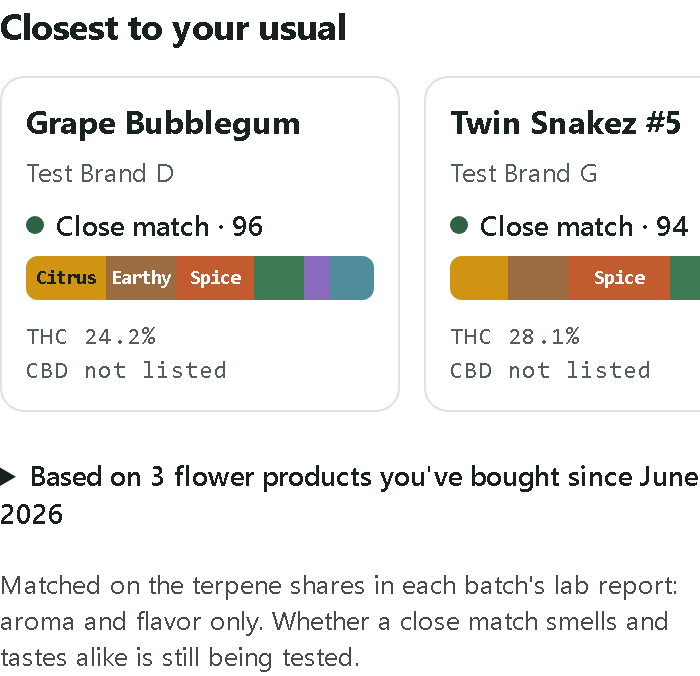 Closest to your usual
Grape Bubblegum
Test Brand D
Close match · 96
Citrus Earthy Spice
THC 24.2%
CBD not listed
Twin Snakez #5
Test Brand G
Close match · 94
Spice
THC 28.1%
CBD not listed
▶ Based on 3 flower products you've bought since June
2026
Matched on the terpene shares in each batch's lab report:
aroma and flavor only. Whether a close match smells and
tastes alike is still being tested.